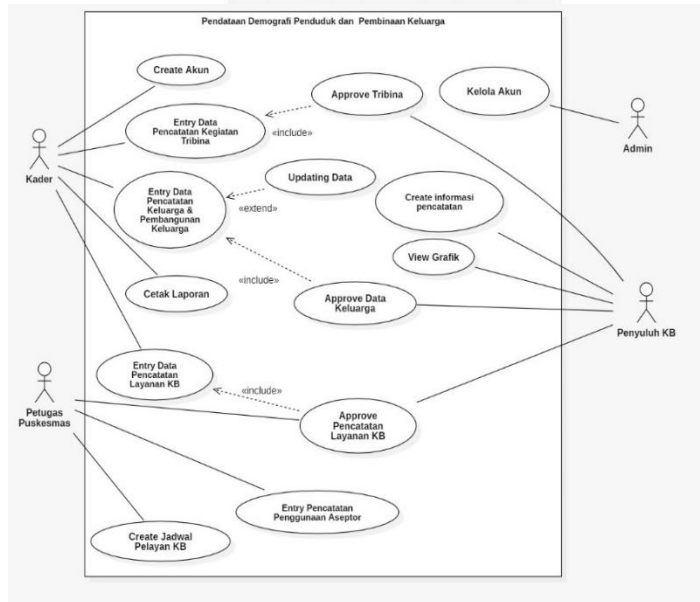 Pendataan Demografi Penduduk dan Pembinaan Keluarga
Create Akun
Approve Tribina
Kelola Akun
Entry Data
Pencatatan Kegiatan
Tribina
«include»
Kader
Admin
Entry Data
Pencatatan
Keluarga &
Pembangunan
Keluarga
Updating Data
«extend»
Create informasi
pencatatan
View Grafik
«include»
Cetak Laporan
Approve Data
Keluarga
Penyuluh KB
Entry Data
Pencatatan
Layanan KB
«include»
Petugas
Puskesmas
Approve
Pencatatan
Layanan KB
Entry Pencatatan
Penggunaan Aseptor
Create Jadwal
Pelayan KB